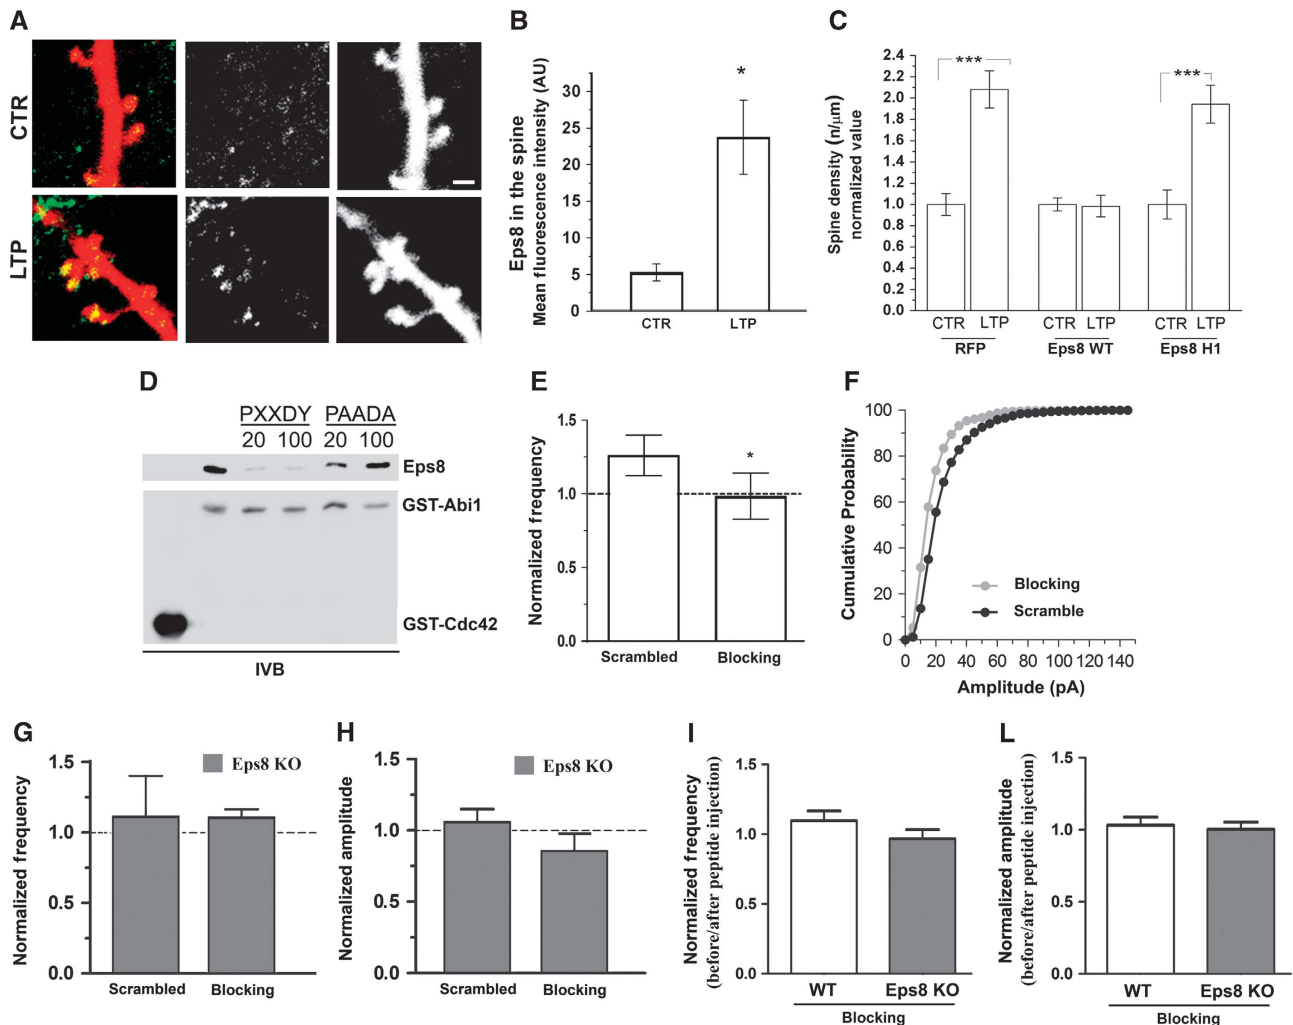 A
CTR
LTP
B
Eps8 in the spine
Mean fluorescence intensity (AU)
30
25
20
15
10
5
0
*
CTR LTP
C
Spine density (n/μm)
normalized value
2.4
2.2
2.0
1.8
1.6
1.4
1.2
1.0
0.8
0.6
0.4
0.2
0.0
*** ***
CTR LTP CTR LTP CTR LTP
RFP Eps8 WT Eps8 H1
D
PXXDY PAADA
20 100 20 100
Eps8
GST-Abi1
GST-Cdc42
IVB
E
Normalized frequency
1.5
1.0
0.5
0.0
*
Scrambled Blocking
F
Cumulative Probability
100
80
60
40
20
0
Blocking
Scramble
0 20 40 60 80 100 120 140
Amplitude (pA)
G
Normalized frequency
1.5
1.0
0.5
0.0
Eps8 KO
Scrambled Blocking
H
Normalized amplitude
1.5
1.0
0.5
0.0
Eps8 KO
Scrambled Blocking
I
Normalized frequency
(before/after peptide injection)
1.5
1.0
0.5
0.0
WT Eps8 KO
Blocking
L
Normalized amplitude
(before/after peptide injection)
1.5
1.0
0.5
0.0
WT Eps8 KO
Blocking